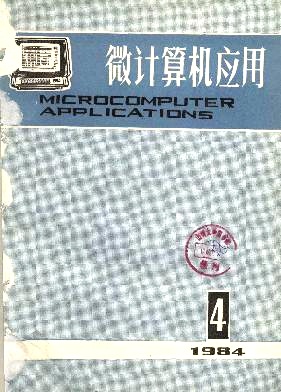 微计算机应用
MICROCOMPUTER
APPLICATIONS
4
1984